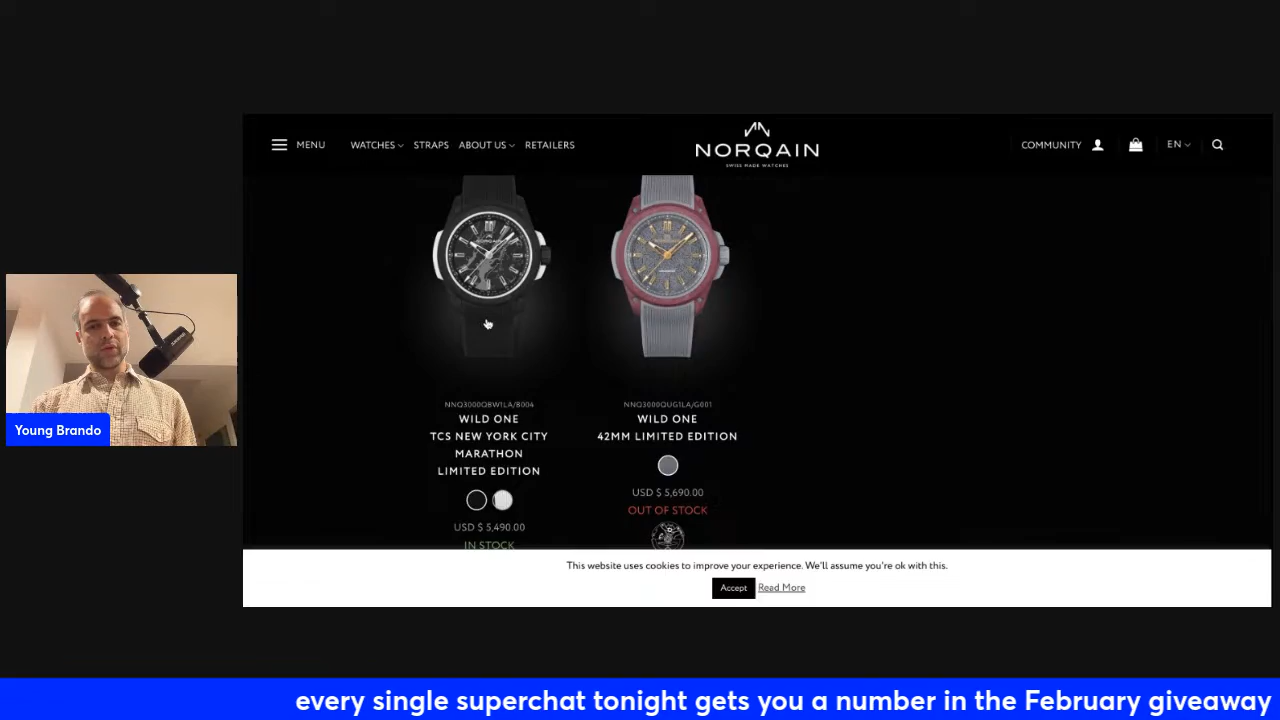 MENU
WATCHES
STRAPS
ABOUT US
RETAILERS
NORQAIN
SWISS MADE WATCHES
COMMUNITY
EN
NORQAIN
WILD ONE
TCS NEW YORK CITY
MARATHON
LIMITED EDITION
USD $ 5,490.00
IN STOCK
WILD ONE
42MM LIMITED EDITION
USD $ 5,690.00
OUT OF STOCK
Young Brando
This website uses cookies to improve your experience. We'll assume you're ok with this.
Accept Read More
every single superchat tonight gets you a number in the February giveaway